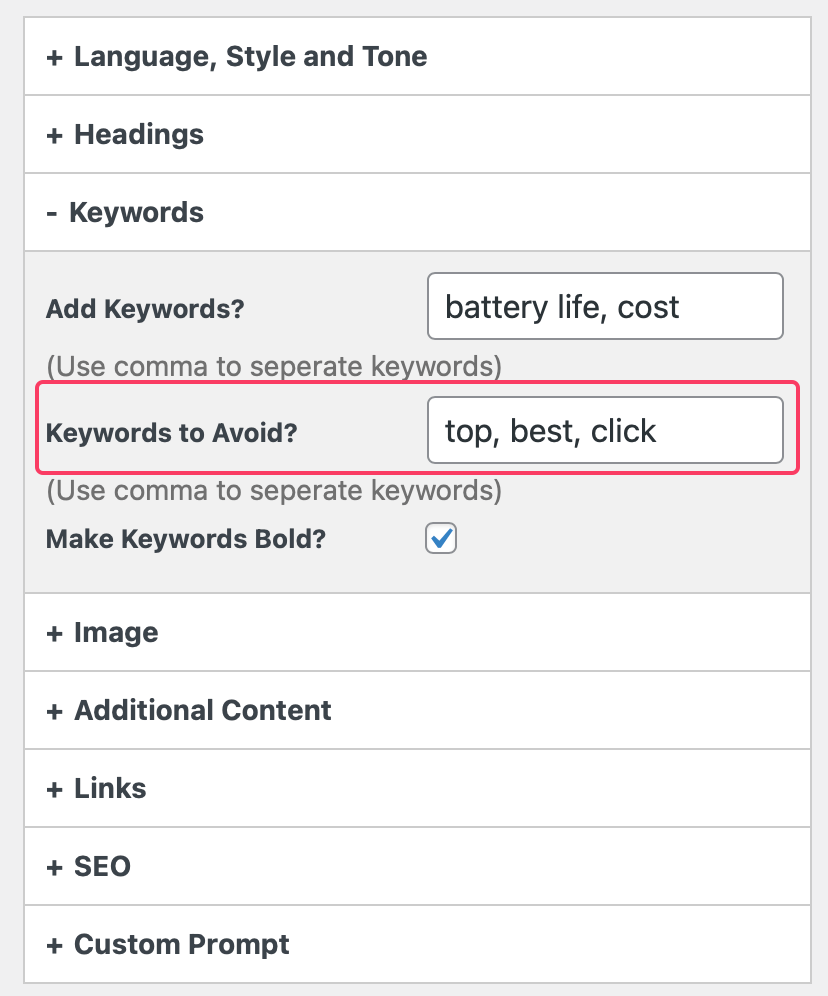 + Language, Style and Tone
+ Headings
- Keywords
Add Keywords? battery life, cost
(Use comma to seperate keywords)
Keywords to Avoid? top, best, click
(Use comma to seperate keywords)
Make Keywords Bold?
+ Image
+ Additional Content
+ Links
+ SEO
+ Custom Prompt